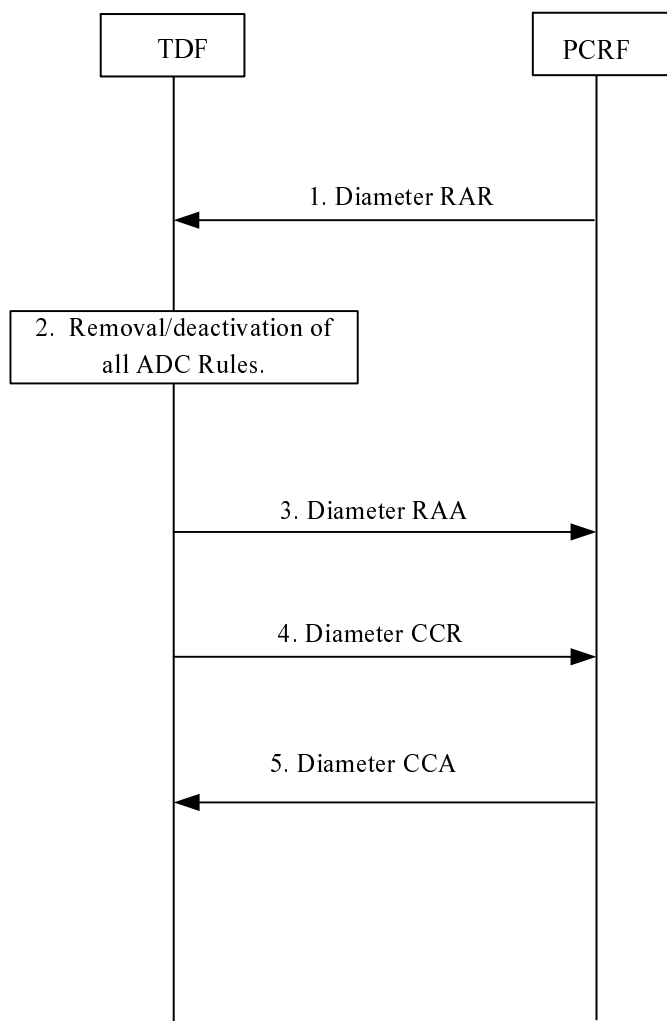 TDF
PCRF
1. Diameter RAR
2. Removal/deactivation of
all ADC Rules.
3. Diameter RAA
4. Diameter CCR
5. Diameter CCA